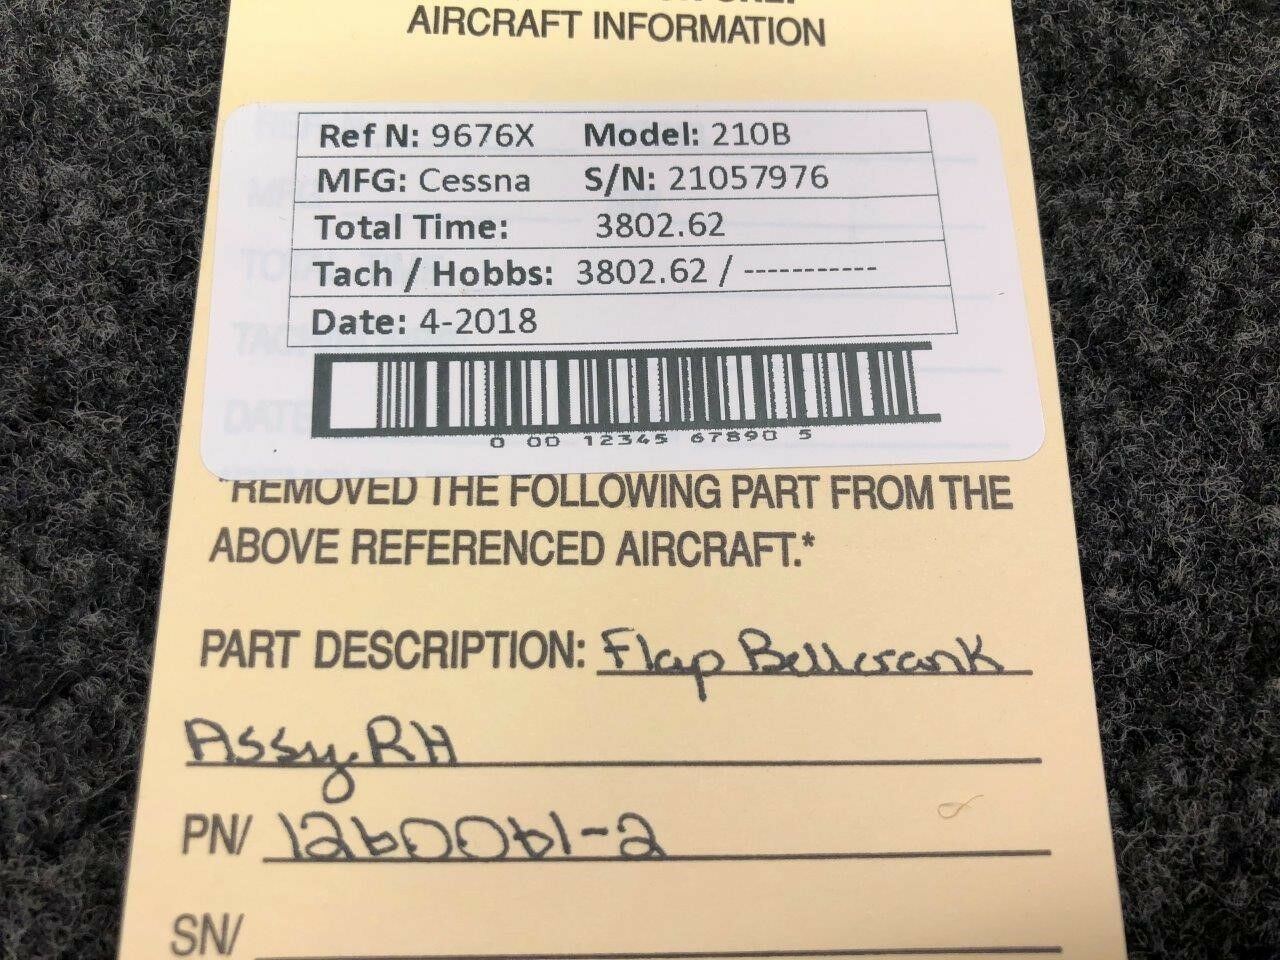 AIRCRAFT INFORMATION
Ref N: 9676X Model: 210B
MFG: Cessna S/N: 21057976
Total Time: 3802.62
Tach / Hobbs: 3802.62 / -----------
Date: 4-2018
0 00 12345 67890 5
"REMOVED THE FOLLOWING PART FROM THE
ABOVE REFERENCED AIRCRAFT.*
PART DESCRIPTION: Flap Bellcrank
Assy RH
PN/ 1260061-2
SN/